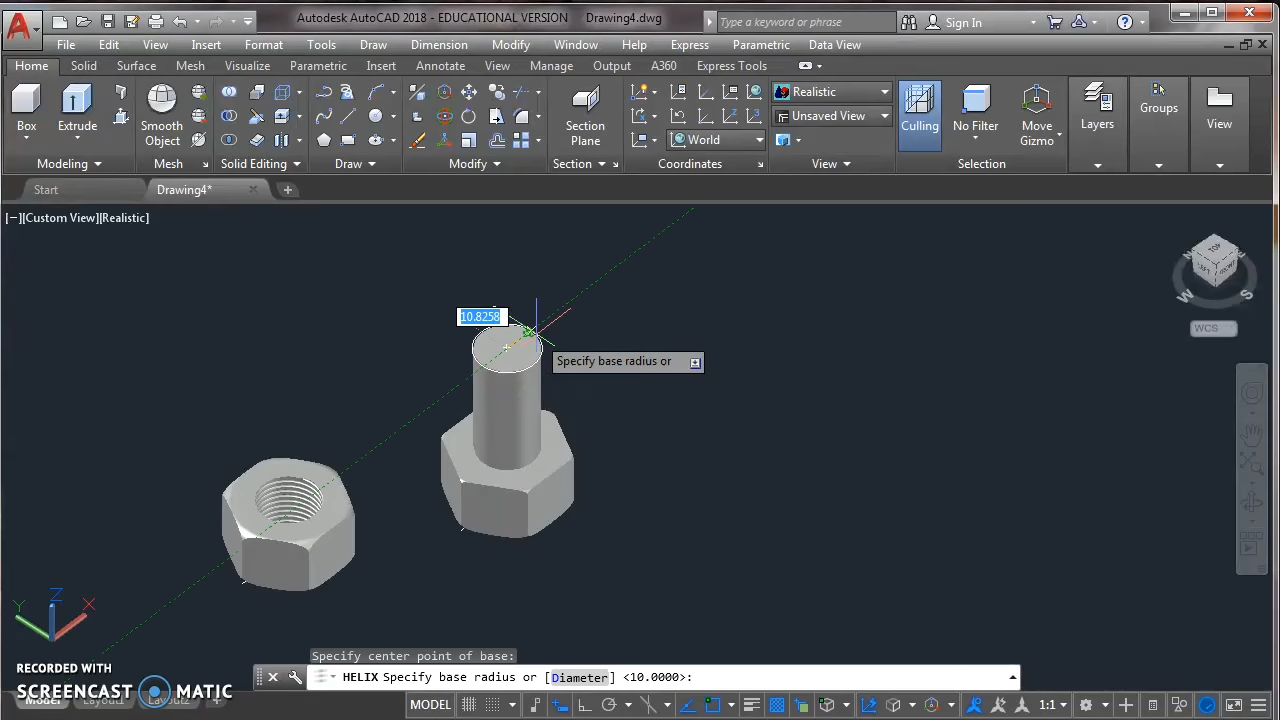 Autodesk AutoCAD 2018 - EDUCATIONAL VERSION Drawing4.dwg
Type a keyword or phrase
Sign In
File Edit View Insert Format Tools Draw Dimension Modify Window Help Express Parametric Data View
Home Solid Surface Mesh Visualize Parametric Insert Annotate View Manage Output A360 Express Tools
Box
Extrude
Smooth Object
Section Plane
World
Realistic
Unsaved View
Culling
No Filter
Move Gizmo
Layers
Groups
View
Modeling Mesh Solid Editing Draw Modify Section Coordinates View Selection
Start Drawing4*
[−][Custom View][Realistic]
TOP
LEFT
N
W
S
E
WCS
10.8258
Specify base radius or
Y
Z
X
Specify center point of base:
HELIX Specify base radius or [Diameter] <10.0000>:
RECORDED WITH
SCREENCAST MATIC
Model Layout1 Layout2 +
MODEL
1:1